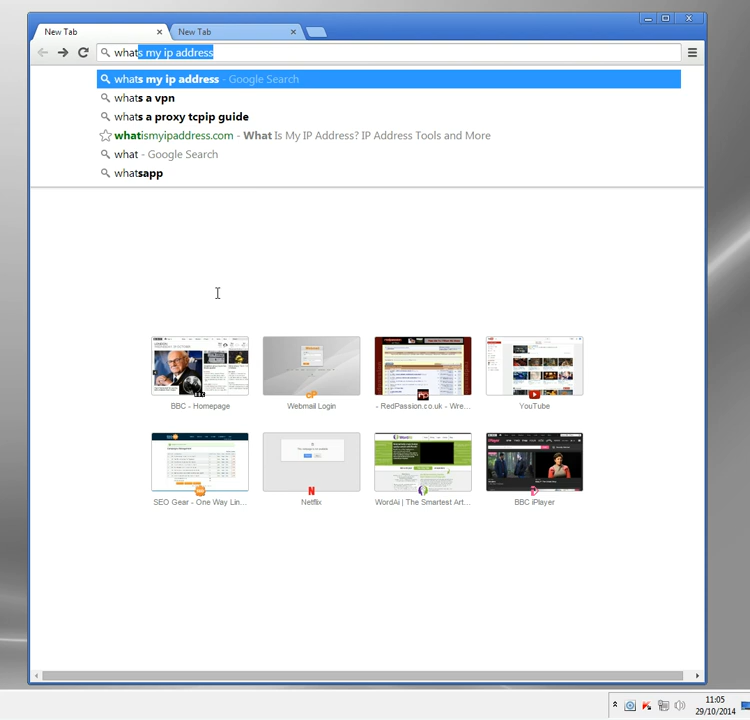 New Tab
New Tab
whats my ip address
whats my ip address - Google Search
whats a vpn
whats a proxy tcpip guide
whatismyipaddress.com - What Is My IP Address? IP Address Tools and More
what - Google Search
whatsapp
BBC - Homepage
Webmail Login
- RedPassion.co.uk - Wre...
YouTube
SEO Gear - One Way Lin...
Netflix
WordAi | The Smartest Art...
BBC iPlayer
11:05
29/10/2014